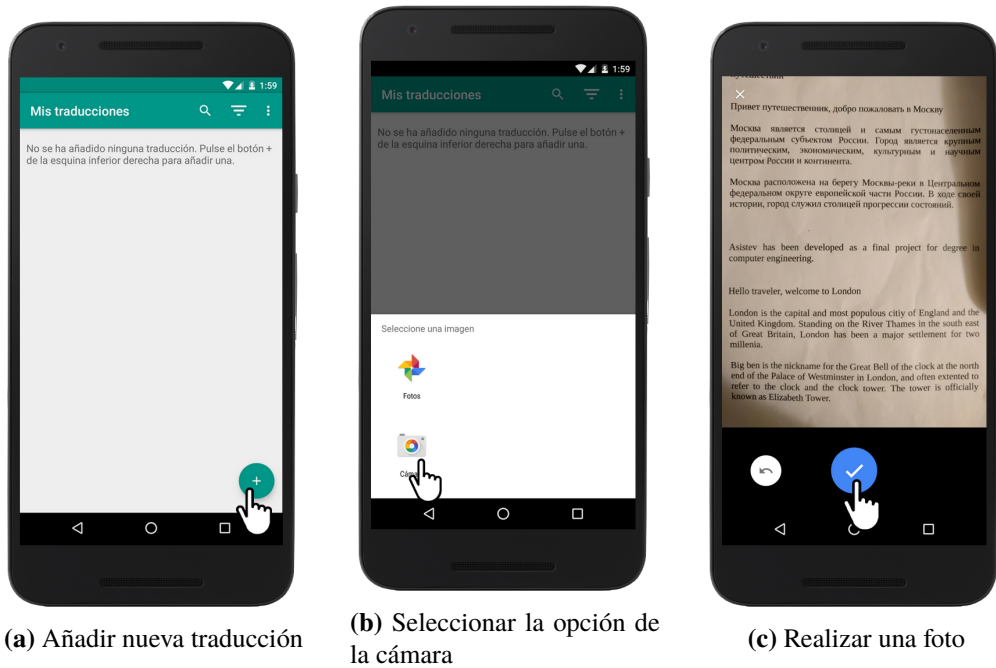 1:59
Mis traducciones
No se ha añadido ninguna traducción. Pulse el botón +
de la esquina inferior derecha para añadir una.
+
(a) Añadir nueva traducción
1:59
Mis traducciones
No se ha añadido ninguna traducción. Pulse el botón +
de la esquina inferior derecha para añadir una.
Seleccione una imagen
Fotos
(b) Seleccionar la opción de
la cámara
Привет путешественник, добро пожаловать в Москву
Москва является столицей и самым густонаселенным
федеральным субъектом России. Город является крупным
политическим, экономическим, культурным и научным
центром России и континента.
Москва расположена на берегу Москвы-реки в Центральном
федеральном округе европейской части России. В ходе своей
истории, город служил столицей прогрессии состояний.
Asistev has been developed as a final project for degree in
computer engineering.
Hello traveler, welcome to London
London is the capital and most populous citiy of England and the
United Kingdom. Standing on the River Thames in the south east
of Great Britain, London has been a major settlement for two
millenia.
Big ben is the nickname for the Great Bell of the clock at the north
end of the Palace of Westminster in London, and often extented to
refer to the clock and the clock tower. The tower is officially
known as Elizabeth Tower.
(c) Realizar una foto